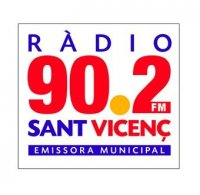 RÀDIO
90.2 FM
SANT VICENÇ
EMISSORA MUNICIPAL